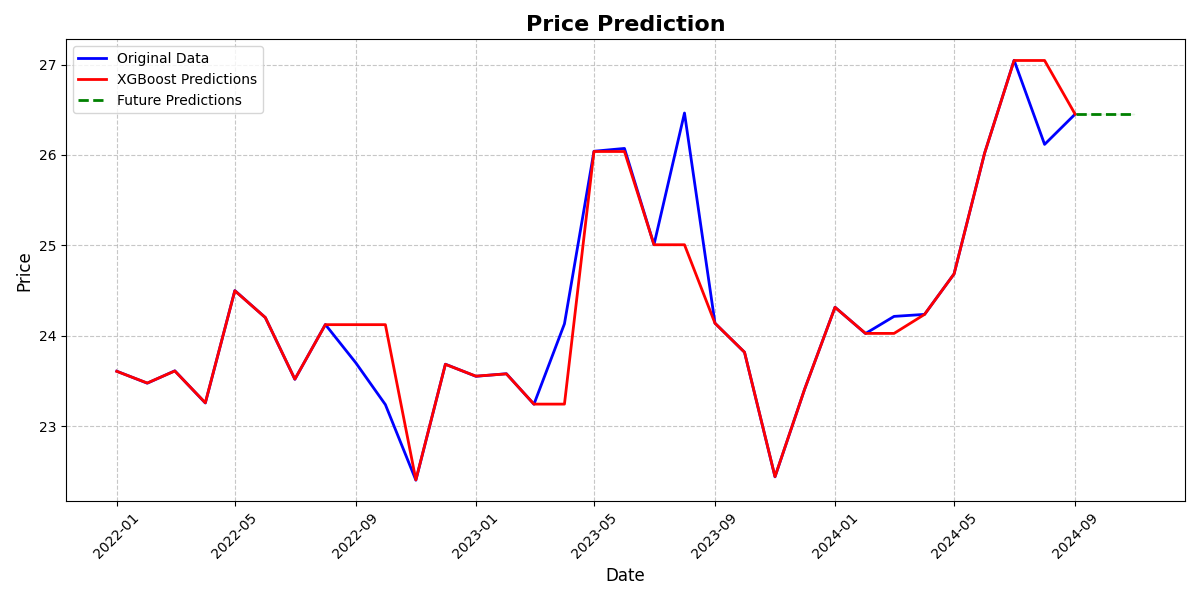 Price Prediction
Original Data
XGBoost Predictions
Future Predictions
27
26
25
24
23
Price
2022-01
2022-05
2022-09
2023-01
2023-05
2023-09
2024-01
2024-05
2024-09
Date